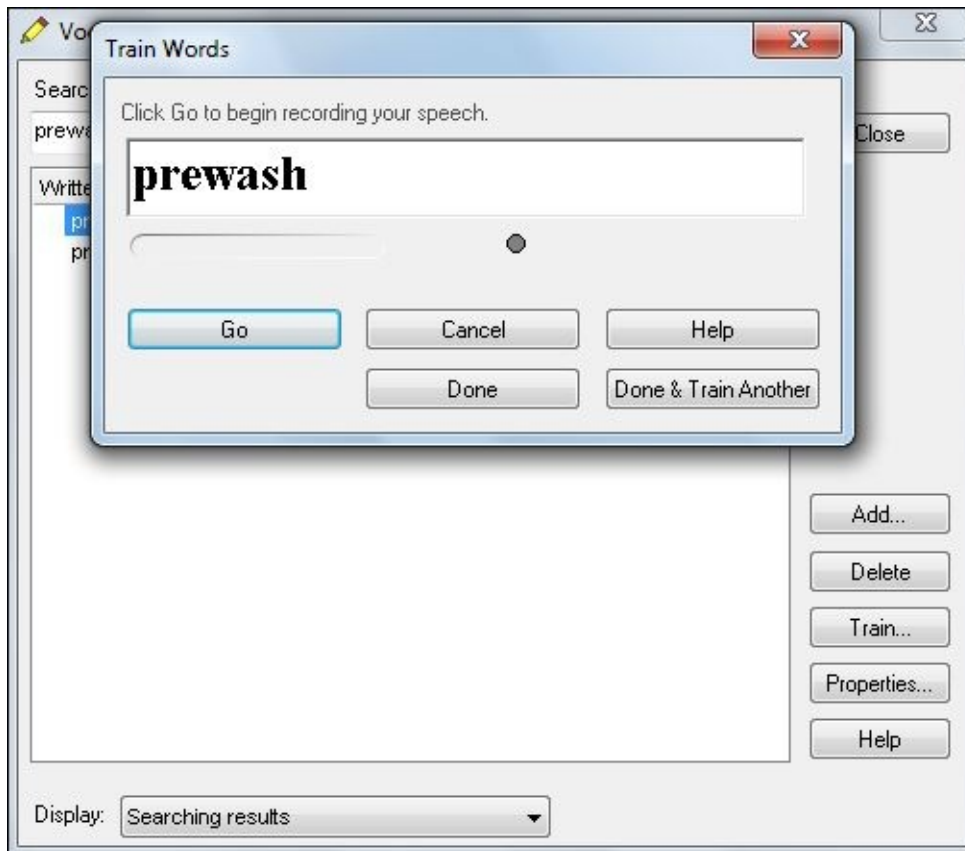 Voc
Train Words
Searc
Click Go to begin recording your speech.
prewa
Close
prewash
Writte
pr
pr
Go
Cancel
Help
Done
Done & Train Another
Add...
Delete
Train...
Properties...
Help
Display:
Searching results